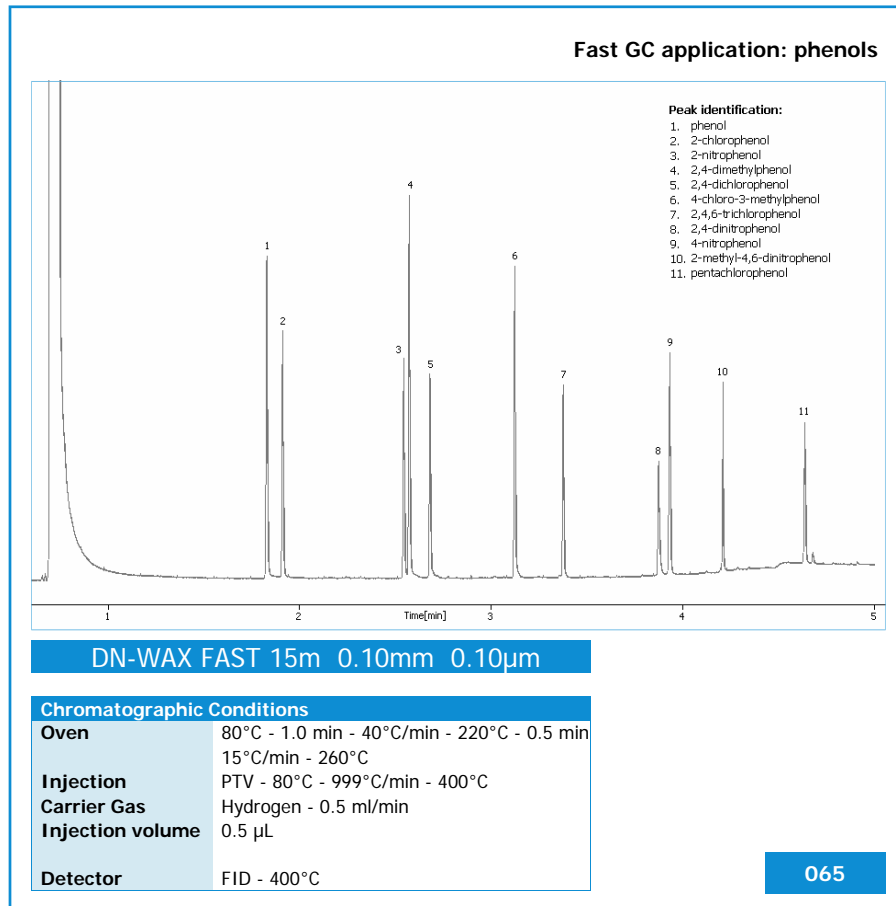 Fast GC application: phenols
Peak identification:
1. phenol
2. 2-chlorophenol
3. 2-nitrophenol
4. 2,4-dimethylphenol
5. 2,4-dichlorophenol
6. 4-chloro-3-methylphenol
7. 2,4,6-trichlorophenol
8. 2,4-dinitrophenol
9. 4-nitrophenol
10. 2-methyl-4,6-dinitrophenol
11. pentachlorophenol
1
2
3
4
5
6
7
8
9
10
11
1 2 Time[min] 3 4 5
DN-WAX FAST 15m 0.10mm 0.10µm
Chromatographic Conditions
Oven 80°C - 1.0 min - 40°C/min - 220°C - 0.5 min
15°C/min - 260°C
Injection PTV - 80°C - 999°C/min - 400°C
Carrier Gas Hydrogen - 0.5 ml/min
Injection volume 0.5 µL
Detector FID - 400°C
065